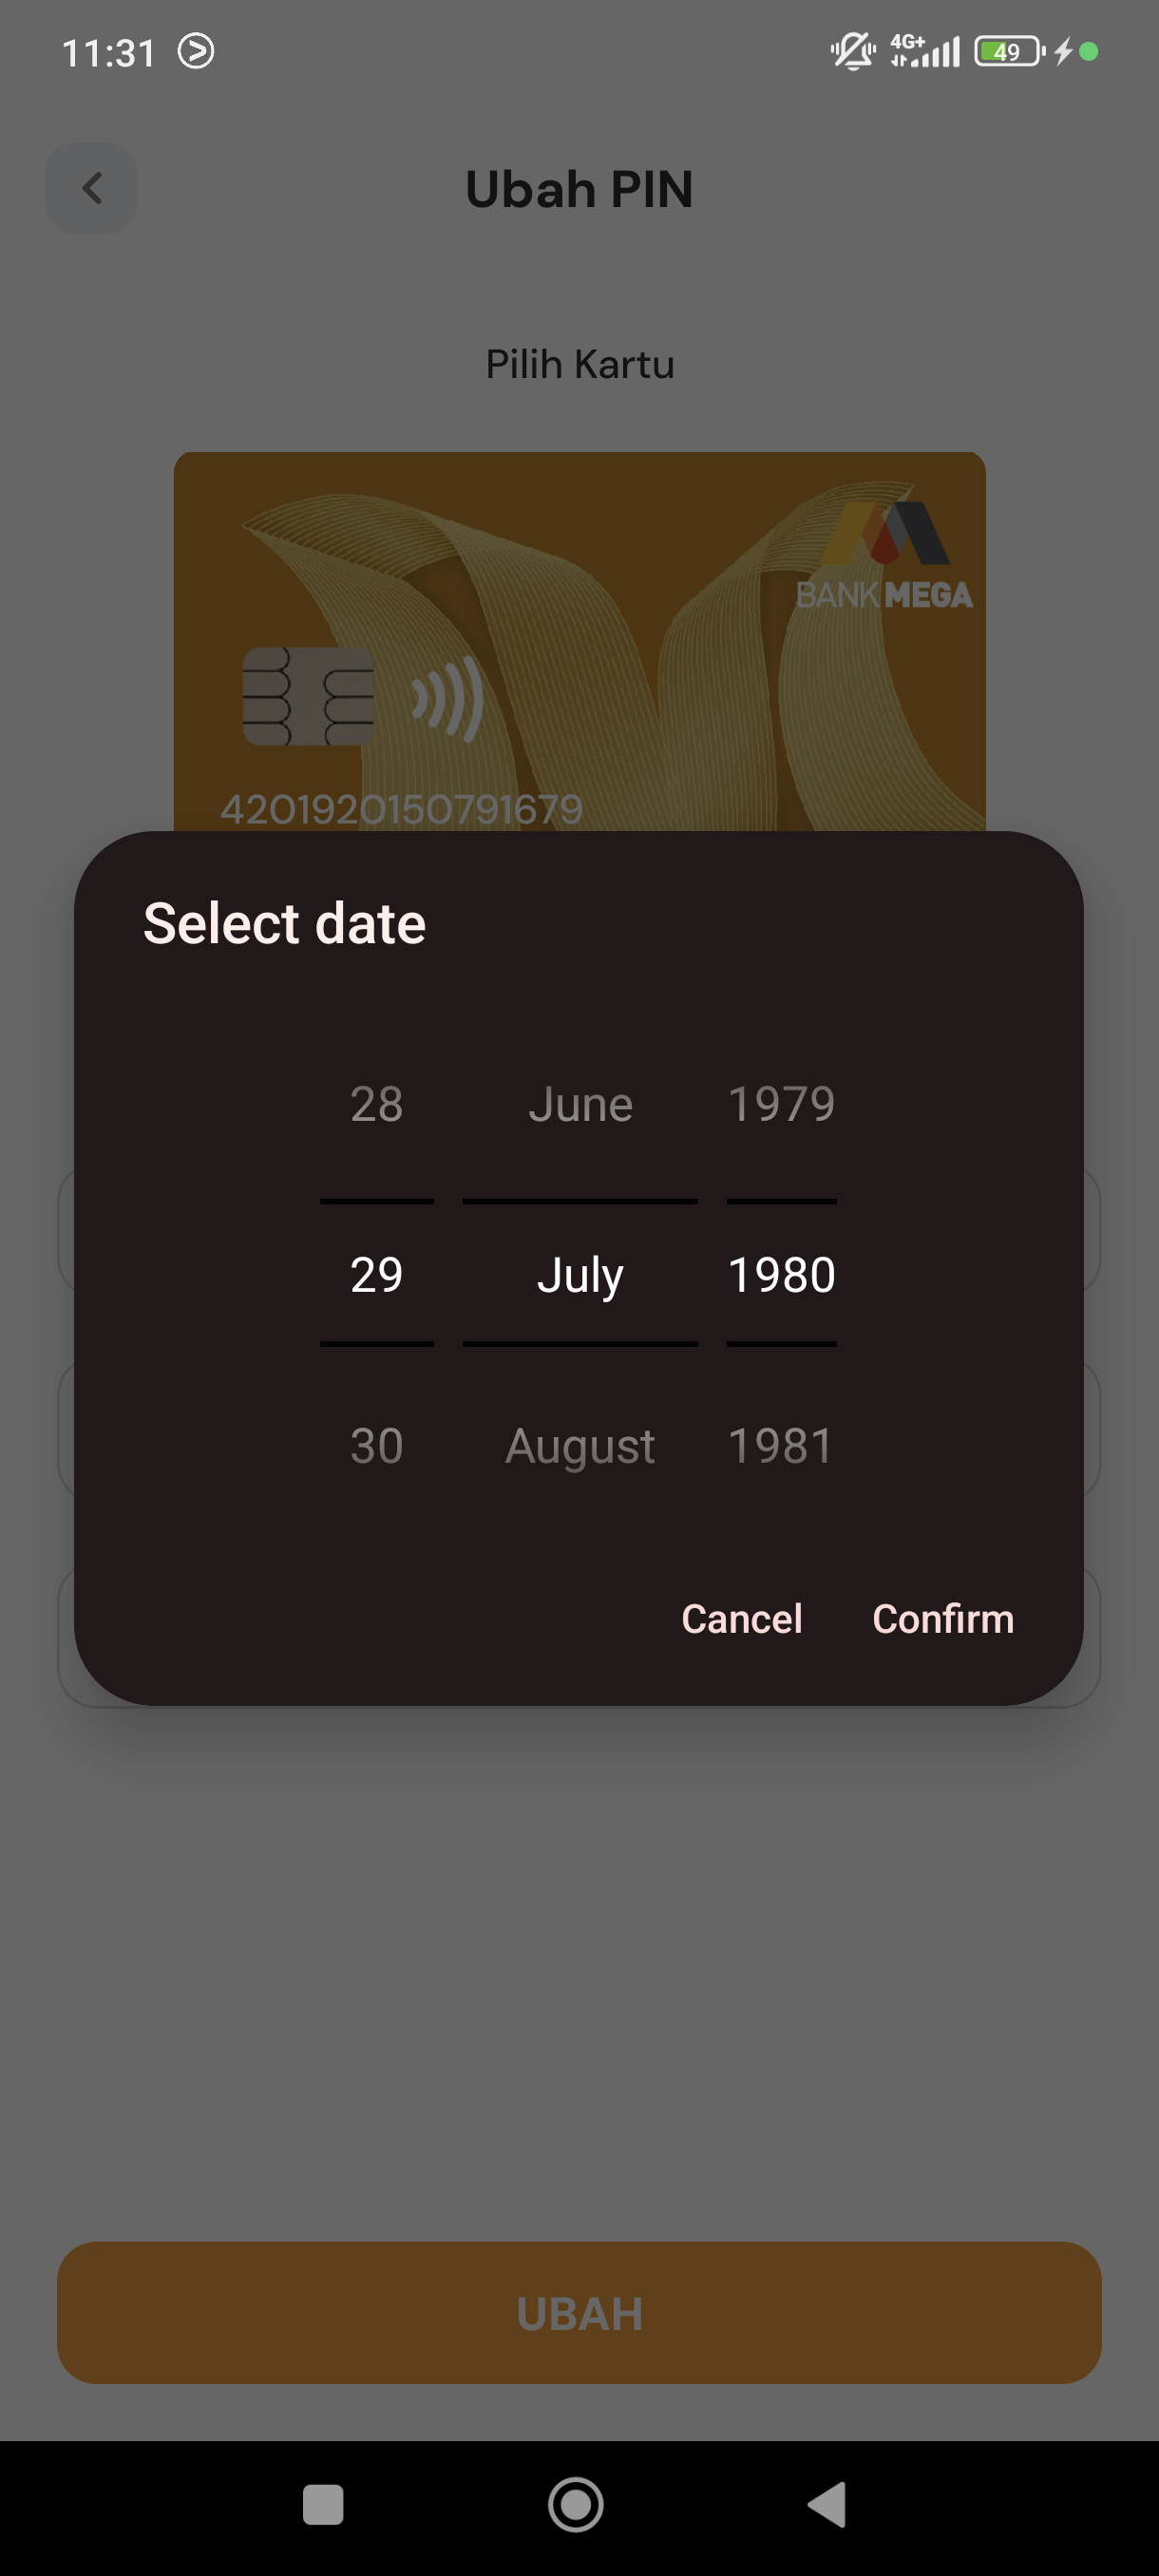 11:31
4G+
49
Ubah PIN
Pilih Kartu
BANK MEGA
4201920150791679
Select date
28 June 1979
29 July 1980
30 August 1981
Cancel Confirm
UBAH